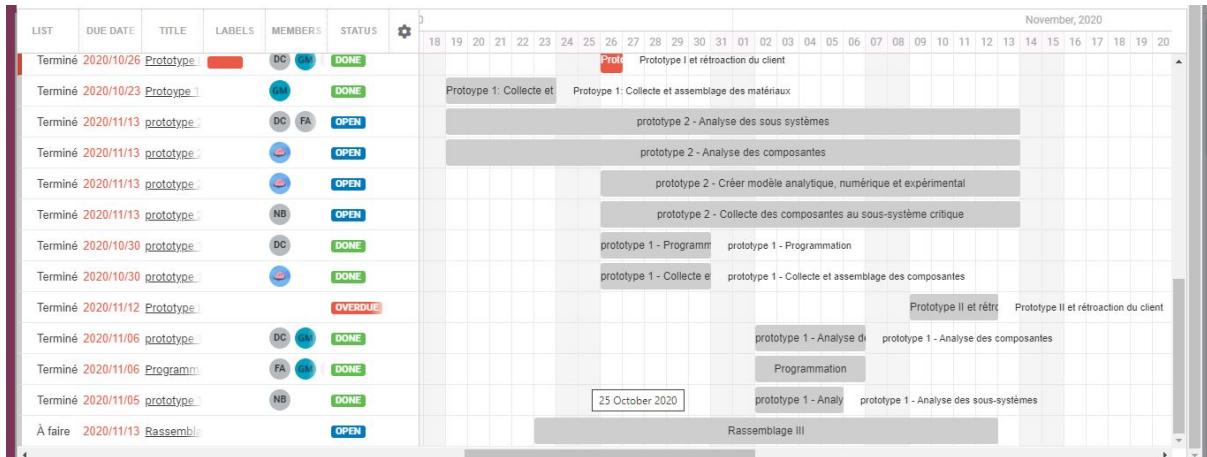 November, 2020
LIST DUE DATE TITLE LABELS MEMBERS STATUS
18 19 20 21 22 23 24 25 26 27 28 29 30 31 01 02 03 04 05 06 07 08 09 10 11 12 13 14 15 16 17 18 19 20
Terminé 2020/10/26 Prototype DC GM DONE Proto Prototype I et rétroaction du client
Terminé 2020/10/23 Protoype 1 GM DONE Protoype 1: Collecte et Protoype 1: Collecte et assemblage des matériaux
Terminé 2020/11/13 prototype 2 DC FA OPEN prototype 2 - Analyse des sous systèmes
Terminé 2020/11/13 prototype 2 OPEN prototype 2 - Analyse des composantes
Terminé 2020/11/13 prototype 2 OPEN prototype 2 - Créer modèle analytique, numérique et expérimental
Terminé 2020/11/13 prototype 2 NB OPEN prototype 2 - Collecte des composantes au sous-système critique
Terminé 2020/10/30 prototype DC DONE prototype 1 - Programm prototype 1 - Programmation
Terminé 2020/10/30 prototype DONE prototype 1 - Collecte e prototype 1 - Collecte et assemblage des composantes
Terminé 2020/11/12 Prototype OVERDUE Prototype II et rétro Prototype II et rétroaction du client
Terminé 2020/11/06 prototype DC GM DONE prototype 1 - Analyse de prototype 1 - Analyse des composantes
Terminé 2020/11/06 Programm FA GM DONE Programmation
Terminé 2020/11/05 prototype NB DONE 25 October 2020 prototype 1 - Analy prototype 1 - Analyse des sous-systèmes
À faire 2020/11/13 Rassembla OPEN Rassemblage III